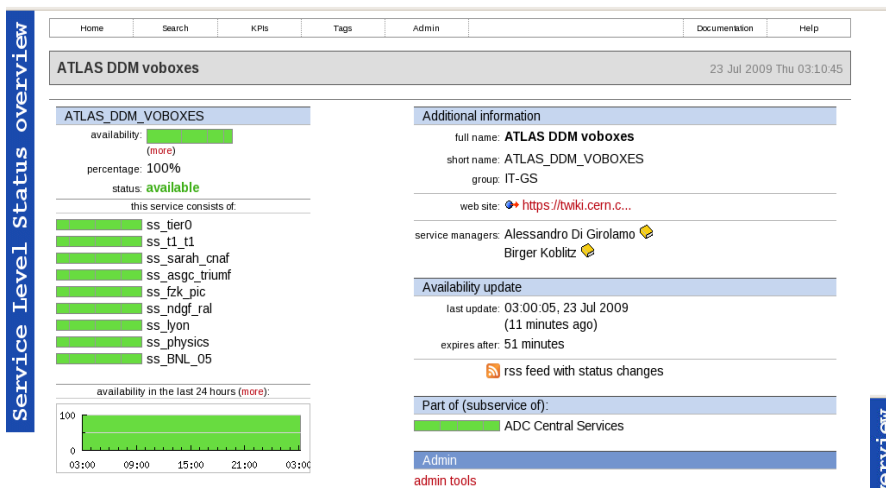 Service Level Status overview
Home Search KPIs Tags Admin Documentation Help
ATLAS DDM voboxes 23 Jul 2009 Thu 03:10:45
ATLAS_DDM_VOBOXES
availability:
(more)
percentage: 100%
status: available
this service consists of:
ss_tier0
ss_t1_t1
ss_sarah_cnaf
ss_asgc_triumf
ss_fzk_pic
ss_ndgf_ral
ss_lyon
ss_physics
ss_BNL_05
availability in the last 24 hours (more):
100
0
03:00 09:00 15:00 21:00 03:00
Additional information
full name: ATLAS DDM voboxes
short name: ATLAS_DDM_VOBOXES
group: IT-GS
web site: https://twiki.cern.c...
service managers: Alessandro Di Girolamo
Birger Koblitz
Availability update
last update: 03:00:05, 23 Jul 2009
(11 minutes ago)
expires after: 51 minutes
rss feed with status changes
Part of (subservice of):
ADC Central Services
Admin
admin tools